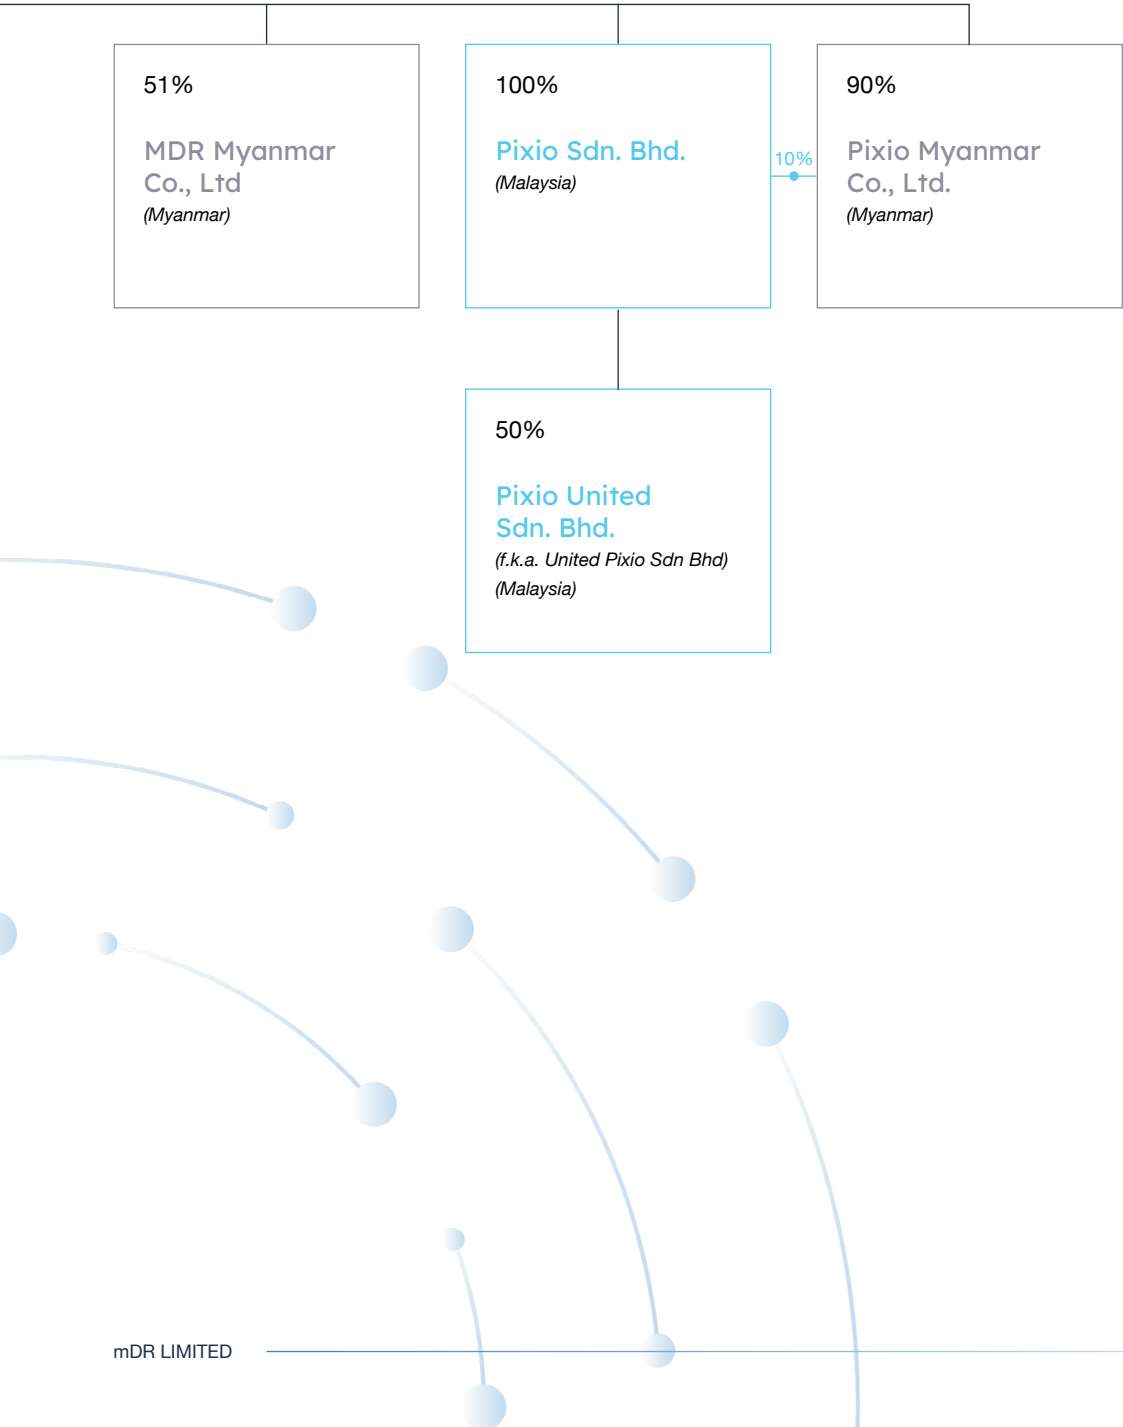 51%
MDR Myanmar
Co., Ltd
(Myanmar)
100%
Pixio Sdn. Bhd.
(Malaysia)
10%
90%
Pixio Myanmar
Co., Ltd.
(Myanmar)
50%
Pixio United
Sdn. Bhd.
(f.k.a. United Pixio Sdn Bhd)
(Malaysia)
mDR LIMITED